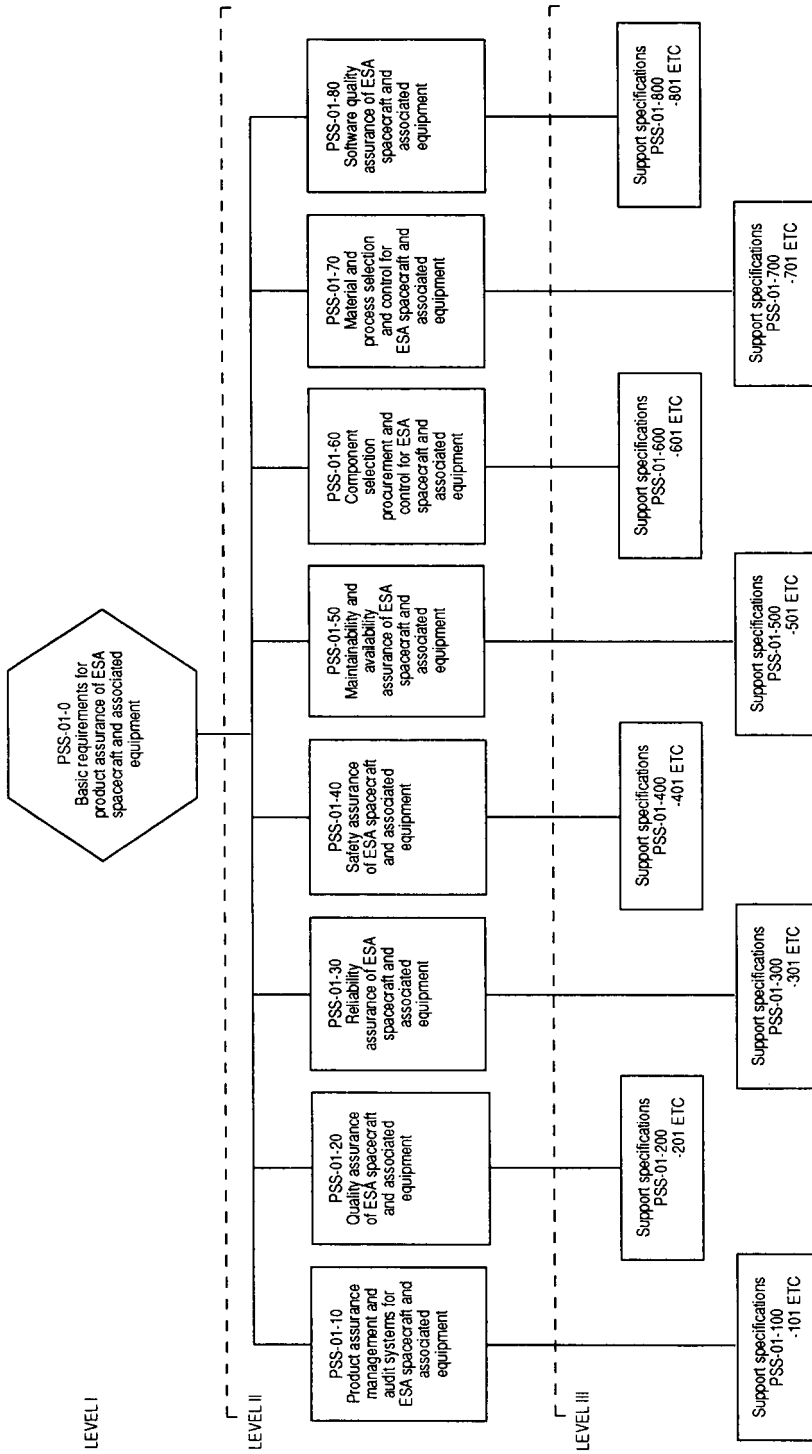 LEVEL I
PSS-01-0
Basic requirements for
product assurance of ESA
spacecraft and associated
equipment
LEVEL II
PSS-01-10
Product assurance
management and
audit systems for
ESA spacecraft and
associated
equipment
PSS-01-20
Quality assurance
of ESA spacecraft
and associated
equipment
PSS-01-30
Reliability
assurance of ESA
spacecraft and
associated
equipment
PSS-01-40
Safety assurance
of ESA spacecraft
and associated
equipment
PSS-01-50
Maintainability and
availability
assurance of ESA
spacecraft and
associated
equipment
PSS-01-60
Component
selection
procurement and
control for ESA
spacecraft and
associated
equipment
PSS-01-70
Material and
process selection
and control for
ESA spacecraft and
associated
equipment
PSS-01-80
Software quality
assurance of ESA
spacecraft and
associated
equipment
LEVEL III
Support specifications
PSS-01-100
-101 ETC
Support specifications
PSS-01-200
-201 ETC
Support specifications
PSS-01-300
-301 ETC
Support specifications
PSS-01-400
-401 ETC
Support specifications
PSS-01-500
-501 ETC
Support specifications
PSS-01-600
-601 ETC
Support specifications
PSS-01-700
-701 ETC
Support specifications
PSS-01-800
-801 ETC